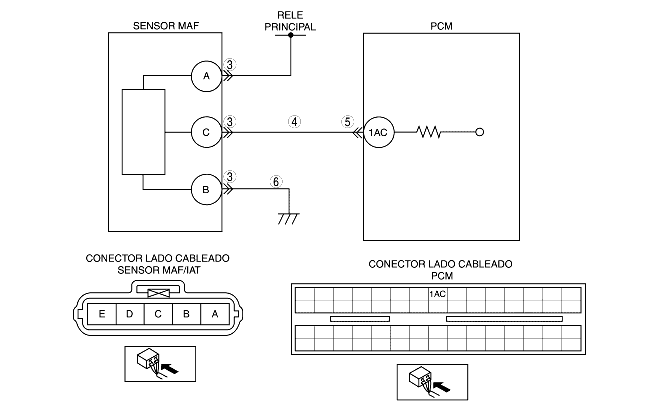 RELE
PRINCIPAL
SENSOR MAF
PCM
3
A
3
C
4
5
1AC
3
B
6
CONECTOR LADO CABLEADO
SENSOR MAF/IAT
E D C B A
CONECTOR LADO CABLEADO
PCM
1AC